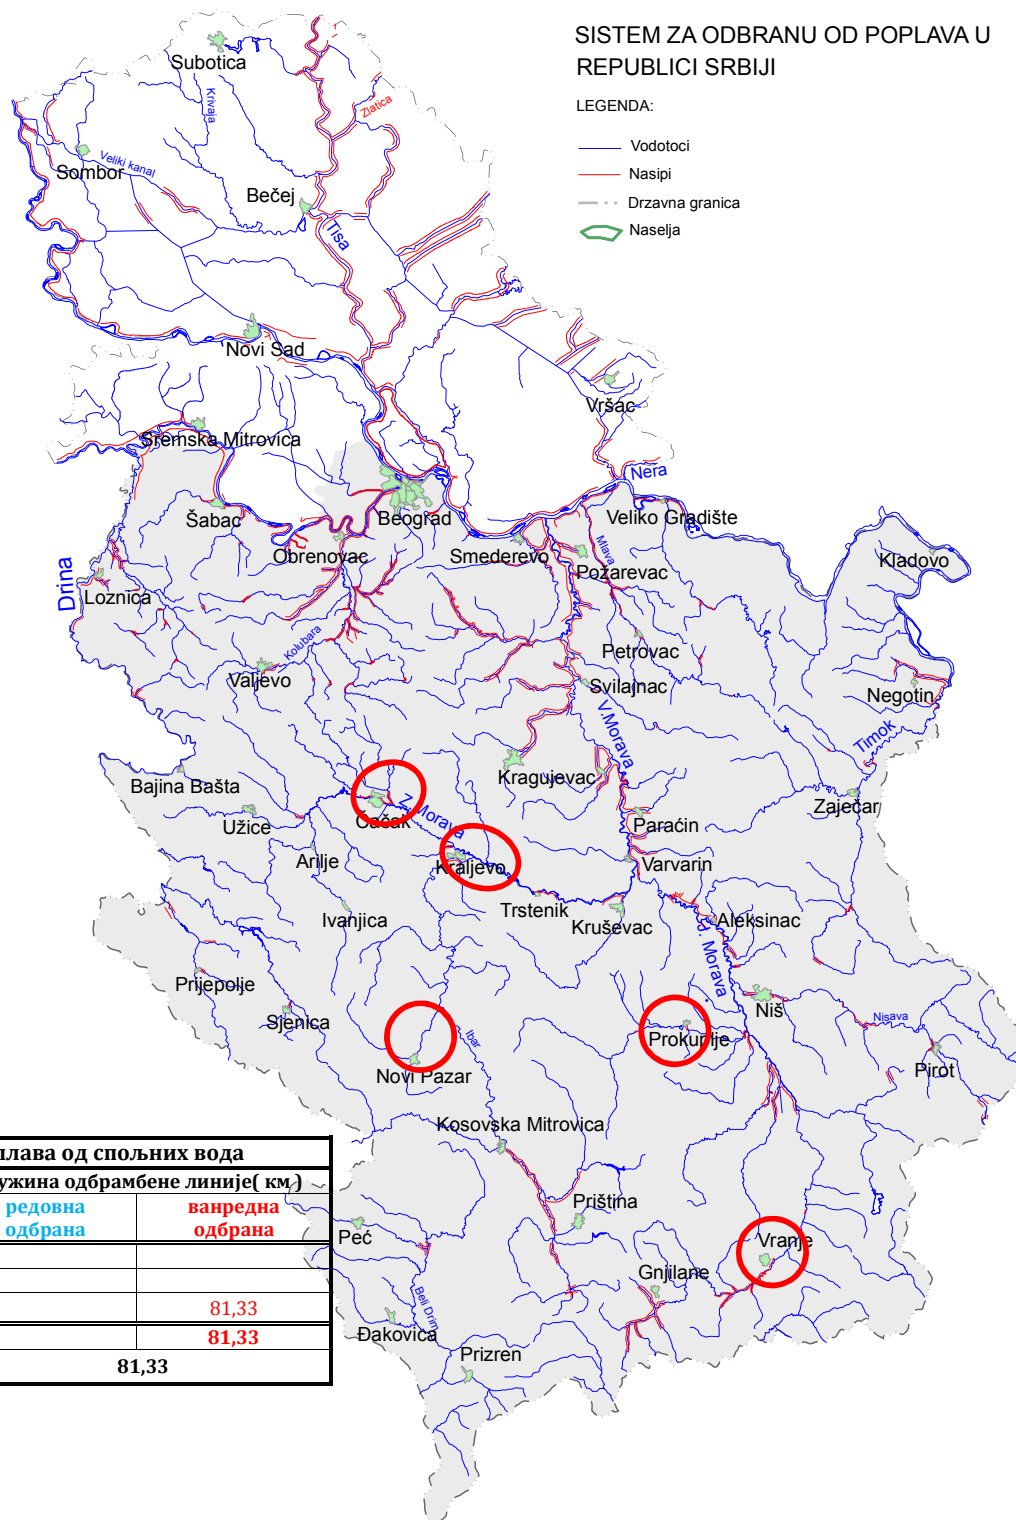 SISTEM ZA ODBRANU OD POPLAVA U
REPUBLICI SRBIJI
LEGENDA:
Vodotoci
Nasipi
Drzavna granica
Naselja
Subotica
Krivaja
Zlatica
Sombor
Veliki kanal
Bečej
Tisa
Novi Sad
Vršac
Sremska Mitrovica
Nera
Šabac
Beograd
Veliko Gradište
Obrenovac
Smederevo
Mlava
Požarevac
Kladovo
Drina
Loznica
Kolubara
Petrovac
Valjevo
Svilajnac
Negotin
V.Morava
Timok
Kragujevac
Bajina Bašta
Zaječar
Užice
Čačak
Z. Morava
Paraćin
Arilje
Kraljevo
Varvarin
Ivanjica
Trstenik
Kruševac
Aleksinac
J. Morava
Prijepolje
Sjenica
Niš
Nisava
Prokuplje
Ibar
Novi Pazar
Pirot
Kosovska Mitrovica
плава од спољних вода
ужина одбрамбене линије( км )
редовна одбрана
ванредна одбрана
81,33
81,33
81,33
Priština
Peć
Vranje
Gnjilane
Beli Drim
Đakovica
Prizren